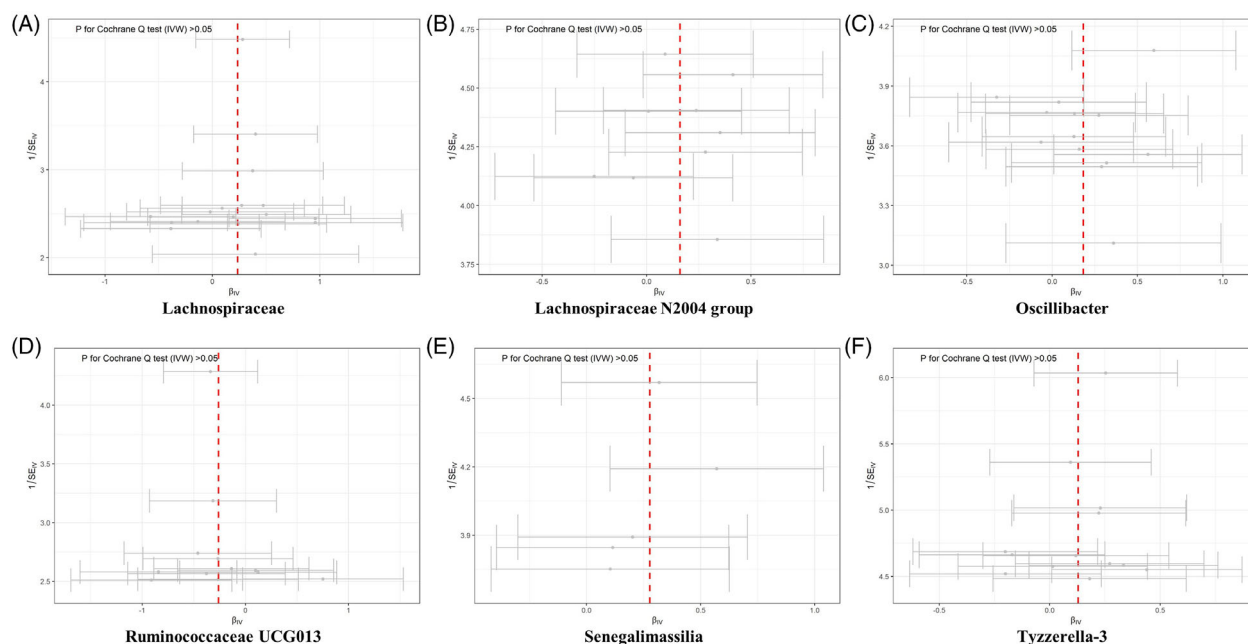 (A)
P for Cochrane Q test (IVW) >0.05
4
3
2
1/SE_IV
-1 0 1
β_IV
Lachnospiraceae
(B)
P for Cochrane Q test (IVW) >0.05
4.75
4.50
4.25
4.00
3.75
1/SE_IV
-0.5 0.0 0.5
β_IV
Lachnospiraceae N2004 group
(C)
P for Cochrane Q test (IVW) >0.05
4.2
3.9
3.6
3.3
3.0
1/SE_IV
-0.5 0.0 0.5 1.0
β_IV
Oscillibacter
(D)
P for Cochrane Q test (IVW) >0.05
4.0
3.5
3.0
2.5
1/SE_IV
-1 0 1
β_IV
Ruminococcaceae UCG013
(E)
P for Cochrane Q test (IVW) >0.05
4.5
4.2
3.9
1/SE_IV
0.0 0.5 1.0
β_IV
Senegalimassilia
(F)
P for Cochrane Q test (IVW) >0.05
6.0
5.5
5.0
4.5
1/SE_IV
-0.5 0.0 0.5
β_IV
Tyzzerella-3